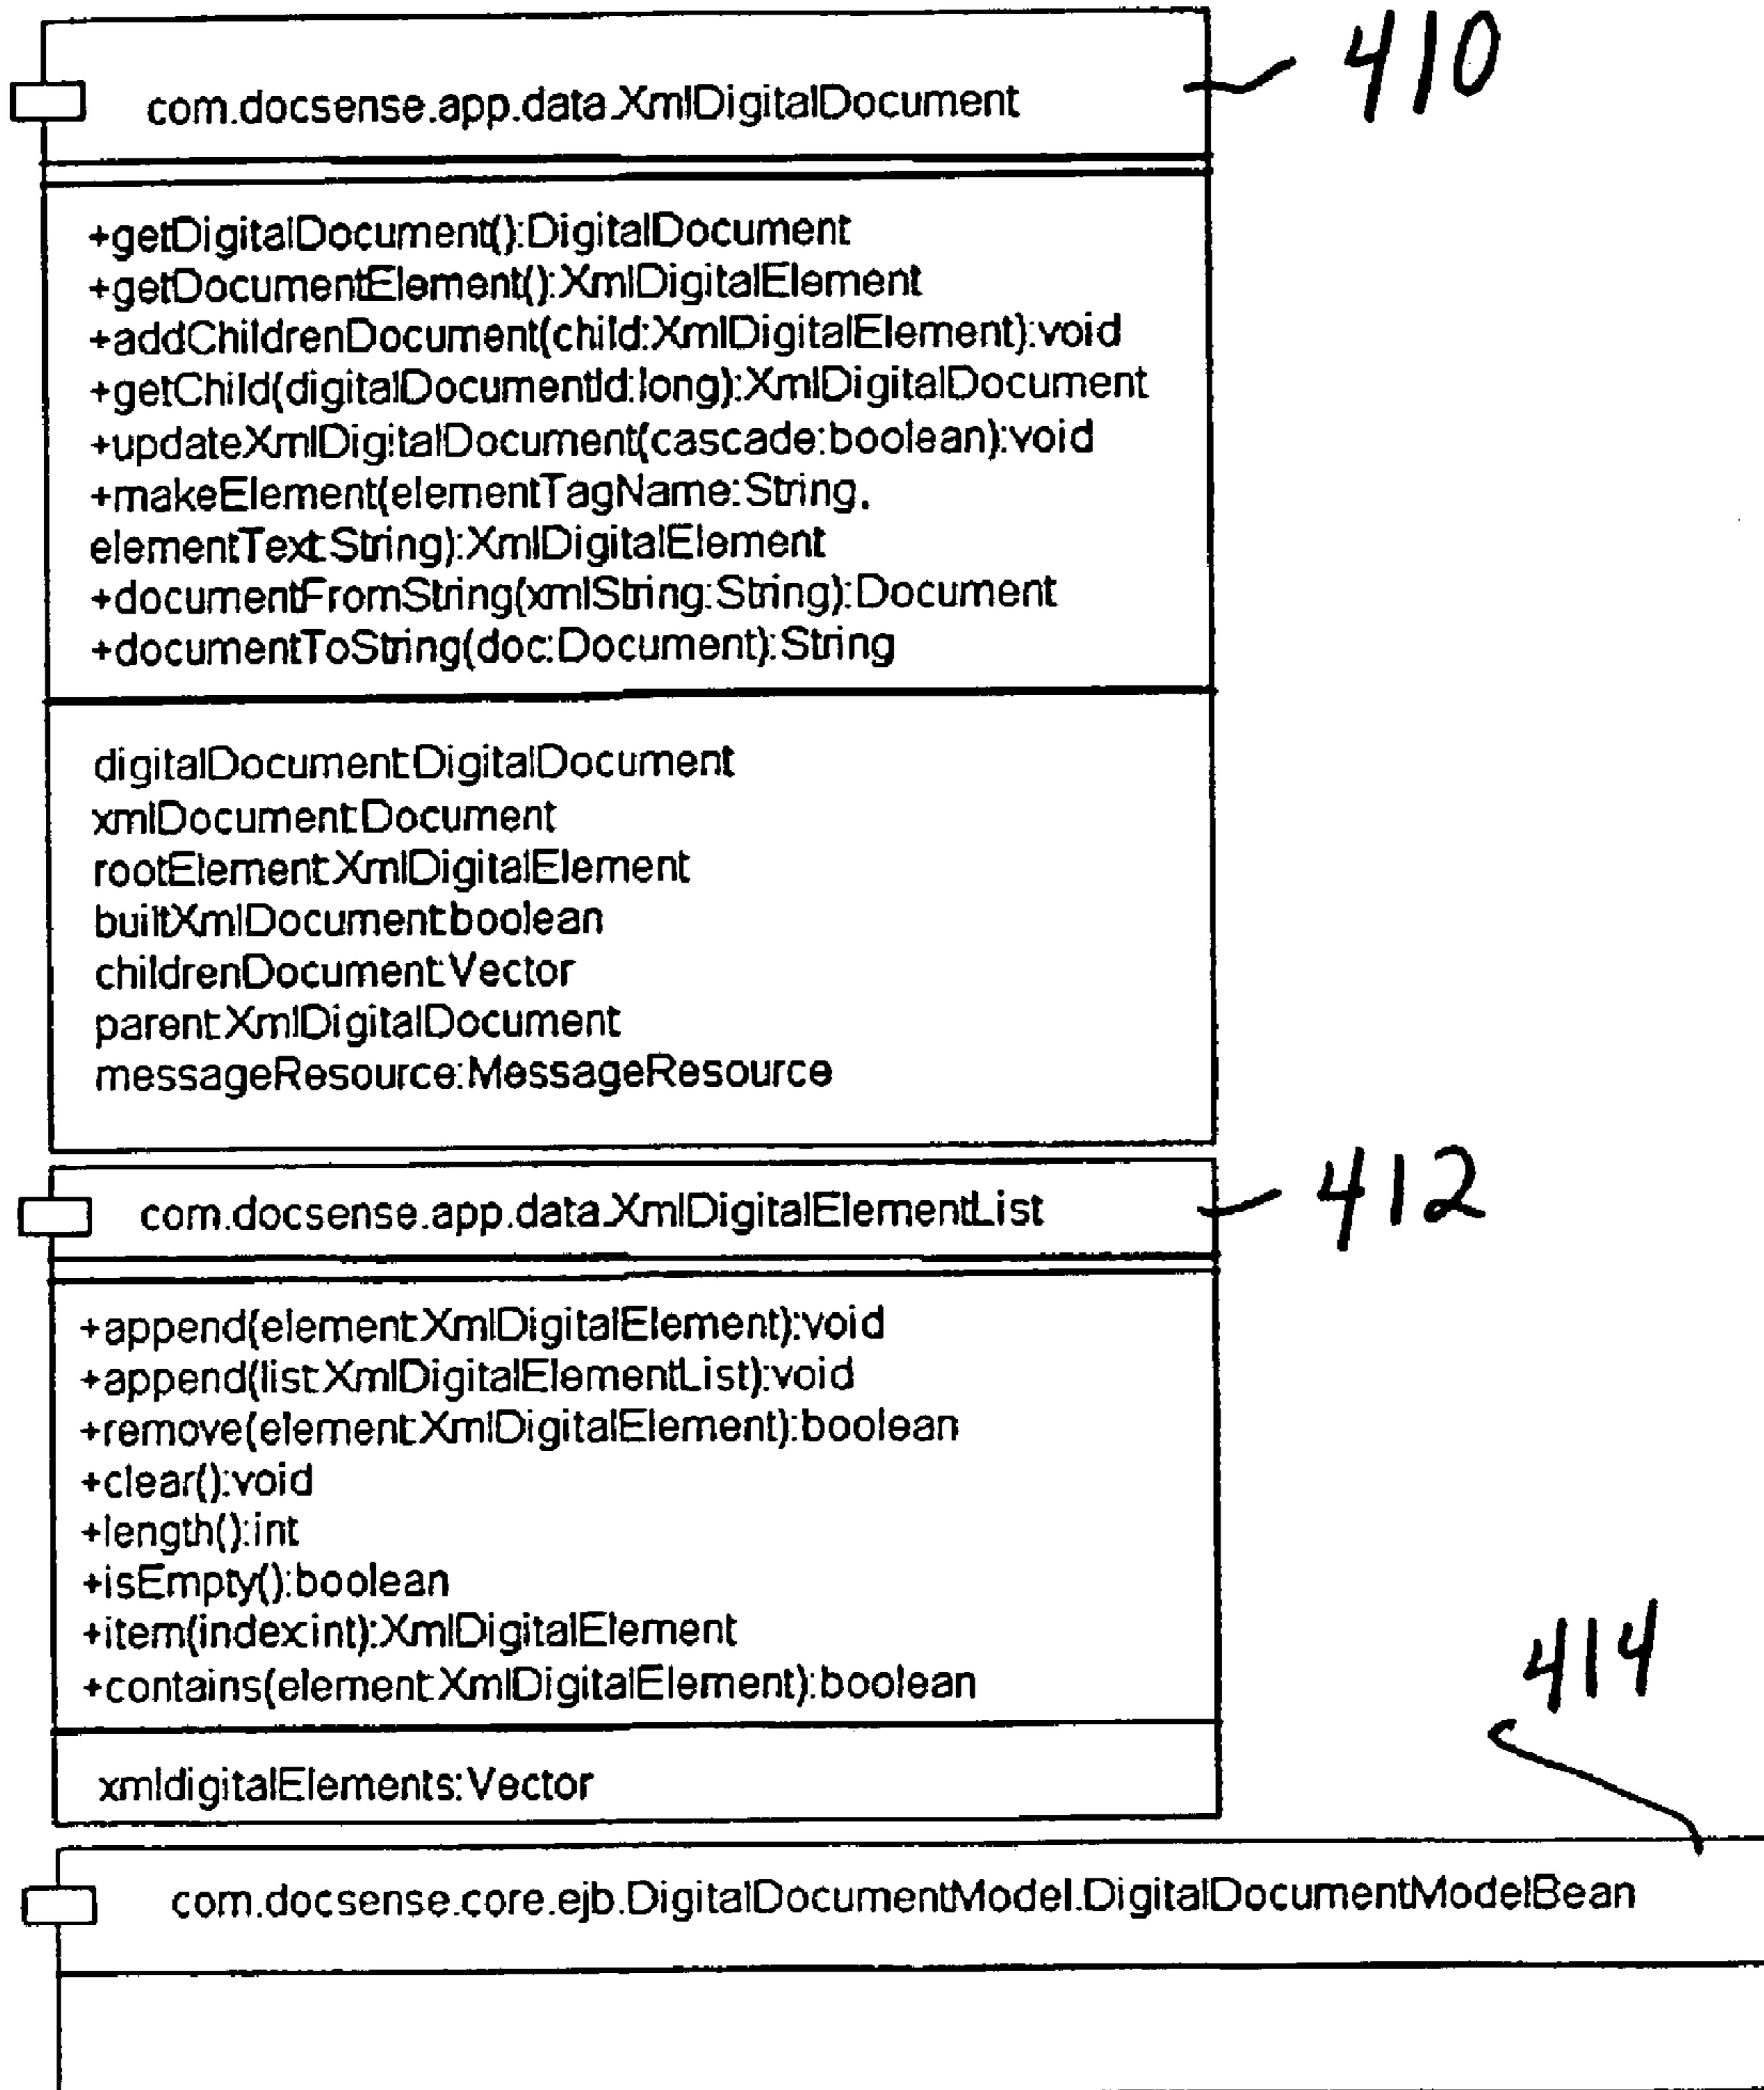 410
com.docsense.app.data.XmlDigitalDocument
+getDigitalDocument():DigitalDocument
+getDocumentElement():XmlDigitalElement
+addChildrenDocument(child:XmlDigitalElement):void
+getChild(digitalDocumentId:long):XmlDigitalDocument
+updateXmlDigitalDocument(cascade:boolean):void
+makeElement(elementTagName:String,
elementText:String):XmlDigitalElement
+documentFromString(xmlString:String):Document
+documentToString(doc:Document):String
digitalDocument:DigitalDocument
xmlDocument:Document
rootElement:XmlDigitalElement
builtXmlDocument:boolean
childrenDocument:Vector
parent:XmlDigitalDocument
messageResource:MessageResource
412
com.docsense.app.data.XmlDigitalElementList
+append(element:XmlDigitalElement):void
+append(list:XmlDigitalElementList):void
+remove(element:XmlDigitalElement):boolean
+clear():void
+length():int
+isEmpty():boolean
+item(index:int):XmlDigitalElement
+contains(element:XmlDigitalElement):boolean
414
xmldigitalElements:Vector
com.docsense.core.ejb.DigitalDocumentModel.DigitalDocumentModelBean